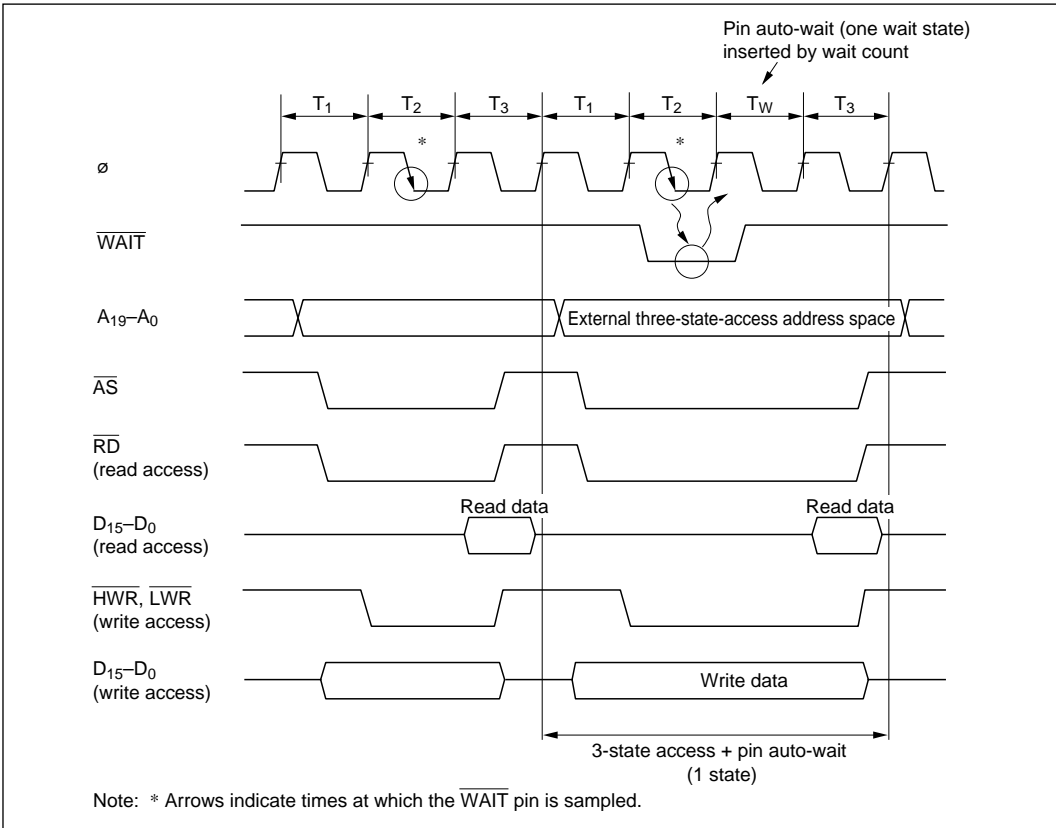 Pin auto-wait (one wait state)
inserted by wait count
T1 T2 T3 T1 T2 TW T3
* *
ø
WAIT
A19–A0 External three-state-access address space
AS
RD
(read access)
Read data Read data
D15–D0
(read access)
HWR, LWR
(write access)
D15–D0
(write access)
Write data
3-state access + pin auto-wait
(1 state)
Note: * Arrows indicate times at which the WAIT pin is sampled.